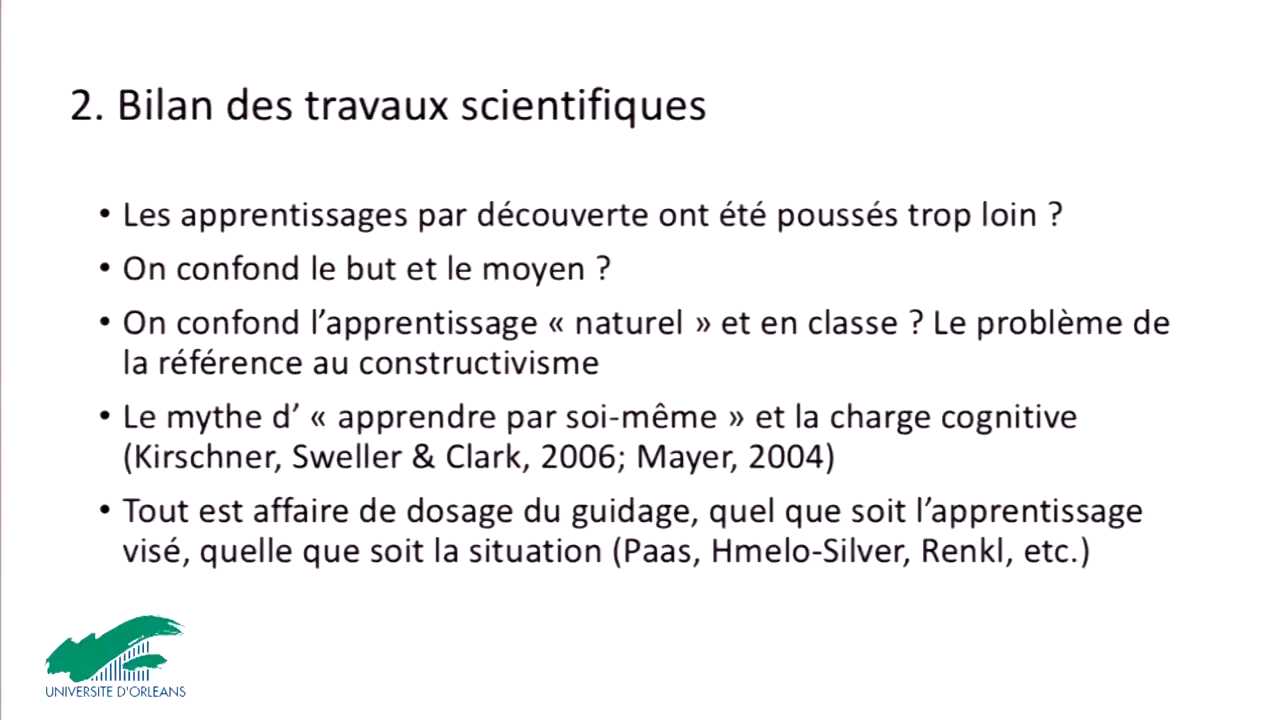 2. Bilan des travaux scientifiques
• Les apprentissages par découverte ont été poussés trop loin ?
• On confond le but et le moyen ?
• On confond l’apprentissage « naturel » et en classe ? Le problème de
la référence au constructivisme
• Le mythe d’ « apprendre par soi-même » et la charge cognitive
(Kirschner, Sweller & Clark, 2006; Mayer, 2004)
• Tout est affaire de dosage du guidage, quel que soit l’apprentissage
visé, quelle que soit la situation (Paas, Hmelo-Silver, Renkl, etc.)
UNIVERSITE D'ORLEANS